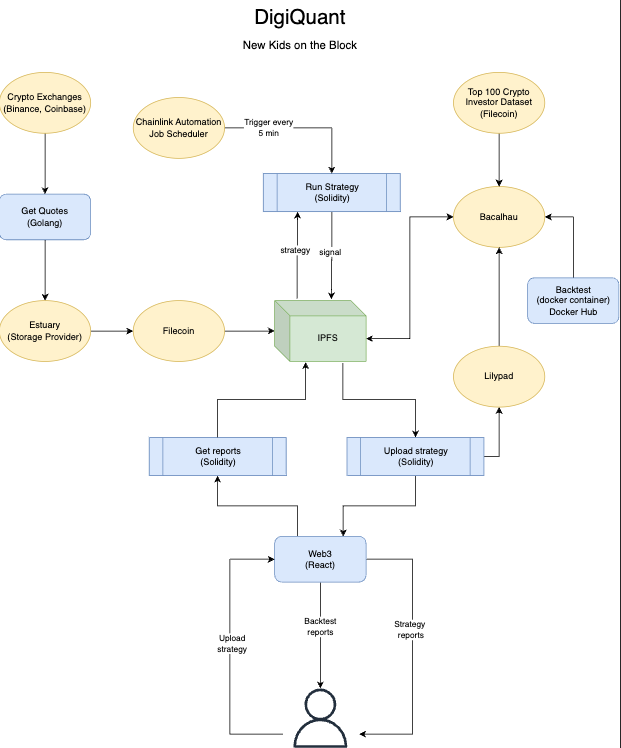 DigiQuant
New Kids on the Block
Crypto Exchanges
(Binance, Coinbase)
Chainlink Automation
Job Scheduler
Trigger every
5 min
Top 100 Crypto
Investor Dataset
(Filecoin)
Run Strategy
(Solidity)
Get Quotes
(Golang)
Bacalhau
strategy
signal
Backtest
(docker container)
Docker Hub
Estuary
(Storage Provider)
Filecoin
IPFS
Lilypad
Get reports
(Solidity)
Upload strategy
(Solidity)
Web3
(React)
Upload
strategy
Backtest
reports
Strategy
reports